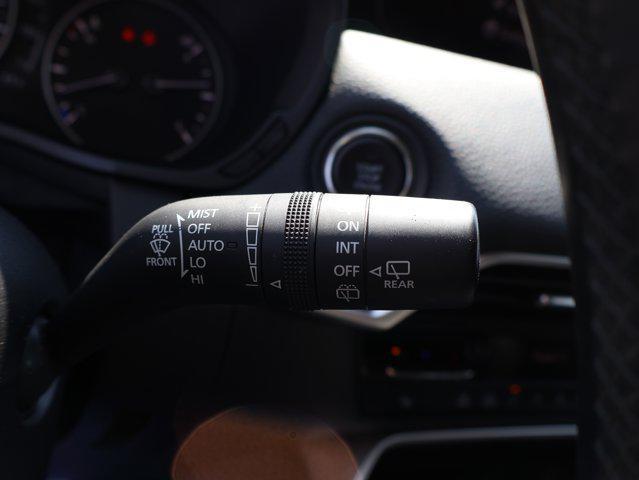 MIST
PULL OFF
AUTO
FRONT LO
HI
+
-
ON
INT
OFF
REAR